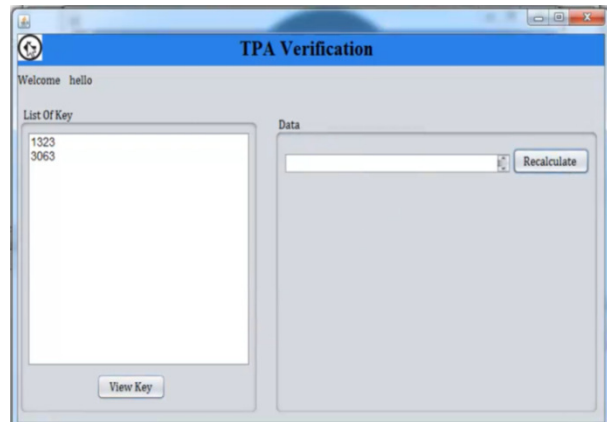 TPA Verification
Welcome hello
List Of Key
1323
3063
View Key
Data
Recalculate